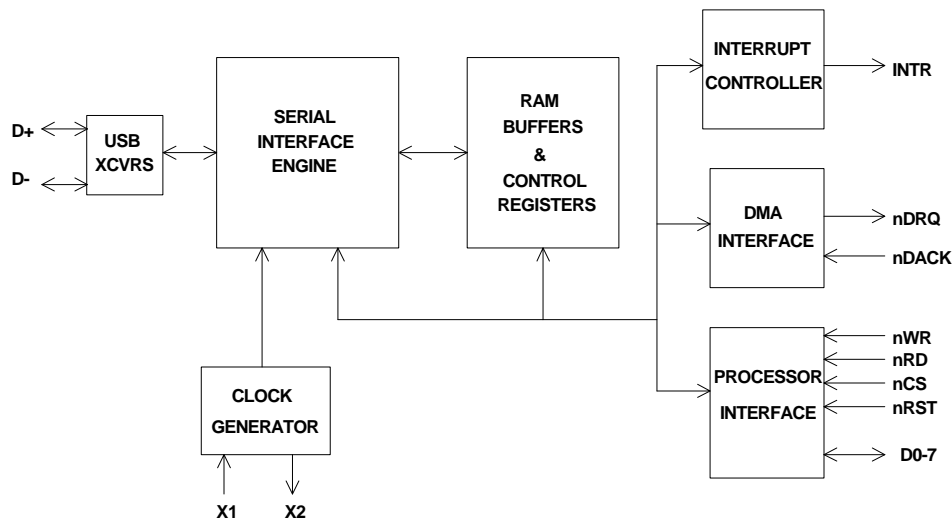 INTERRUPT
CONTROLLER
INTR
SERIAL
INTERFACE
ENGINE
RAM
BUFFERS
&
CONTROL
REGISTERS
D+
D-
USB
XCVRS
DMA
INTERFACE
nDRQ
nDACK
PROCESSOR
INTERFACE
nWR
nRD
nCS
nRST
D0-7
CLOCK
GENERATOR
X1
X2